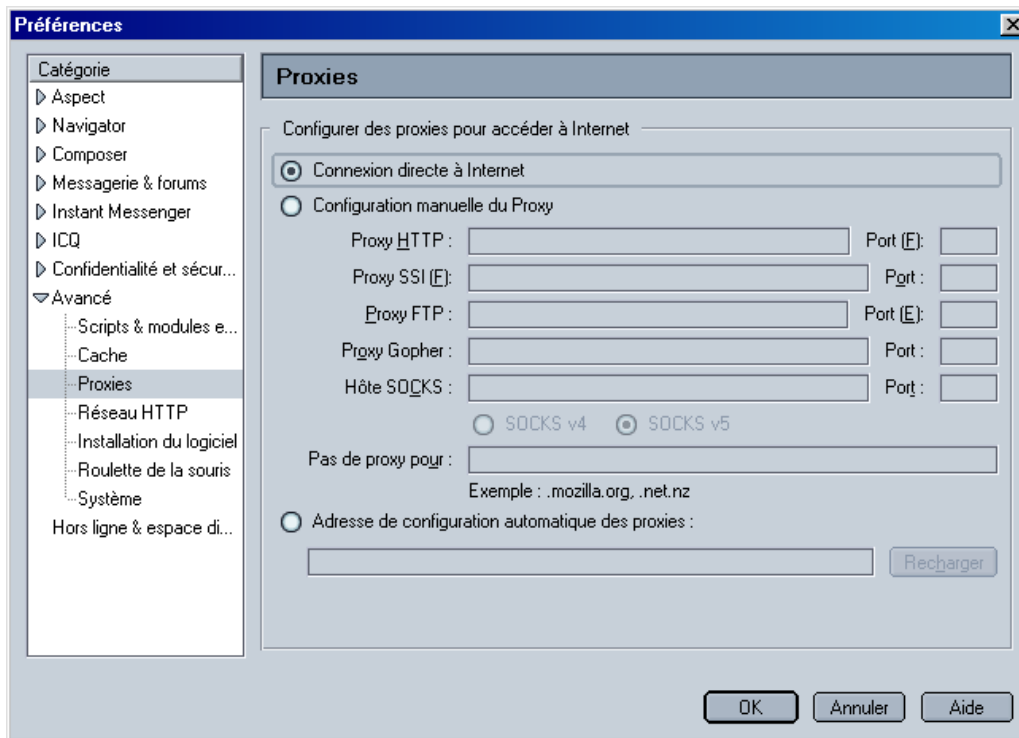 Préférences
Catégorie
Aspect
Navigator
Composer
Messagerie & forums
Instant Messenger
ICQ
Confidentialité et sécur...
Avancé
Scripts & modules e...
Cache
Proxies
Réseau HTTP
Installation du logiciel
Roulette de la souris
Système
Hors ligne & espace di...
Proxies
Configurer des proxies pour accéder à Internet
Connexion directe à Internet
Configuration manuelle du Proxy
Proxy HTTP : Port (F):
Proxy SSl (F): Port :
Proxy FTP : Port (E):
Proxy Gopher : Port :
Hôte SOCKS : Port :
SOCKS v4 SOCKS v5
Pas de proxy pour :
Exemple : .mozilla.org, .net.nz
Adresse de configuration automatique des proxies :
Recharger
OK Annuler Aide